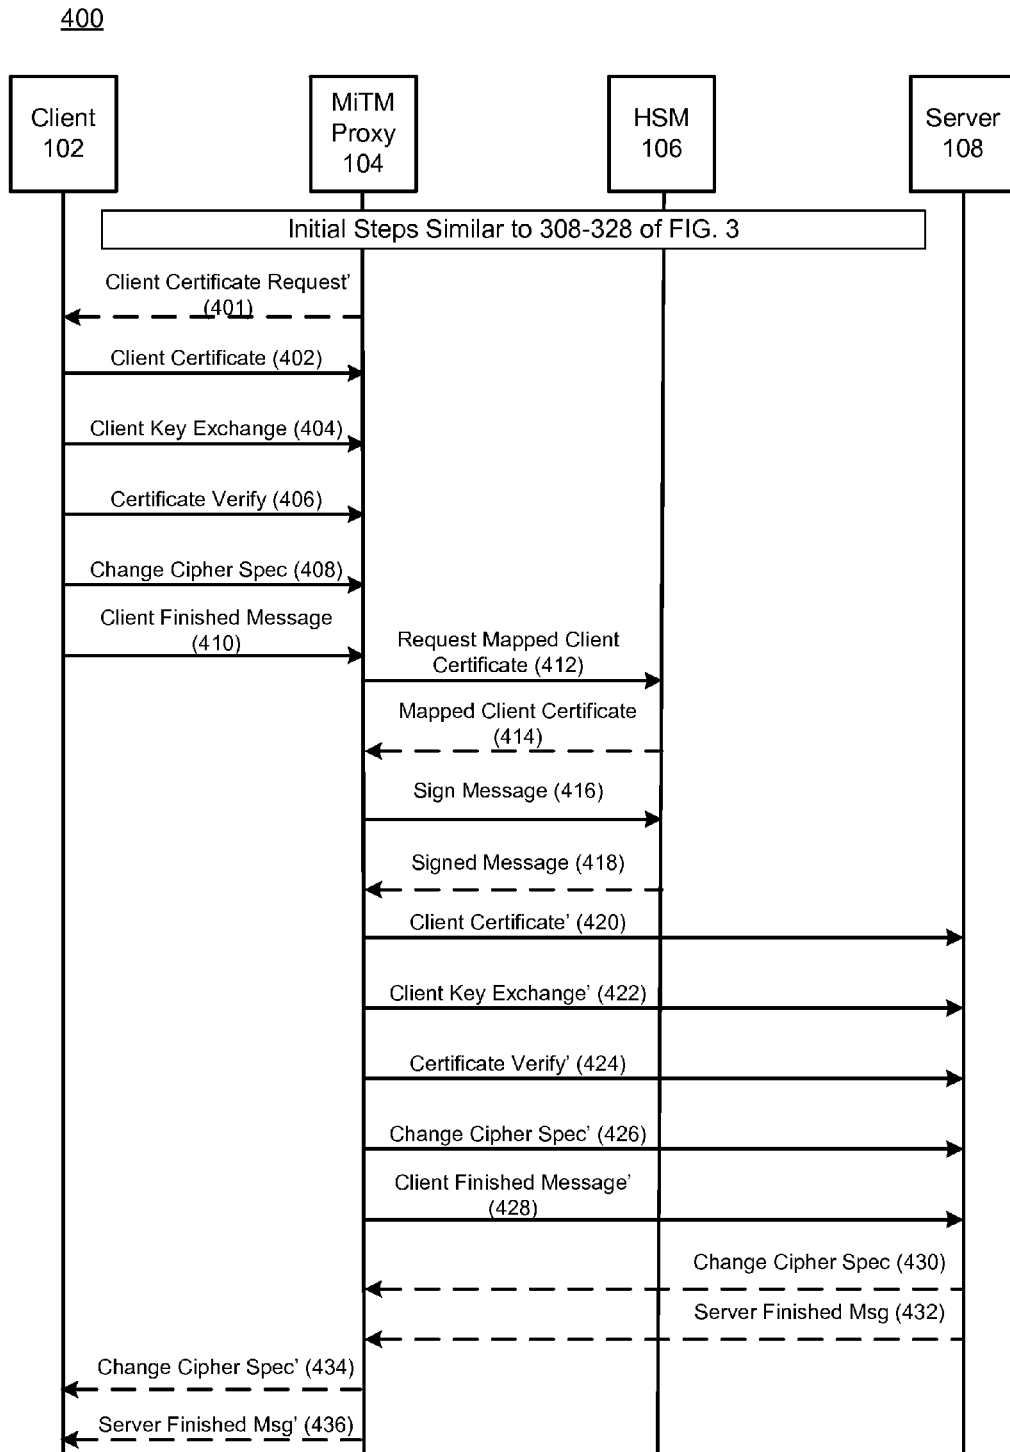 400
Client
102
MiTM
Proxy
104
HSM
106
Server
108
Initial Steps Similar to 308-328 of FIG. 3
Client Certificate Request’
(401)
Client Certificate (402)
Client Key Exchange (404)
Certificate Verify (406)
Change Cipher Spec (408)
Client Finished Message
(410)
Request Mapped Client
Certificate (412)
Mapped Client Certificate
(414)
Sign Message (416)
Signed Message (418)
Client Certificate’ (420)
Client Key Exchange’ (422)
Certificate Verify’ (424)
Change Cipher Spec’ (426)
Client Finished Message’
(428)
Change Cipher Spec (430)
Server Finished Msg (432)
Change Cipher Spec’ (434)
Server Finished Msg’ (436)